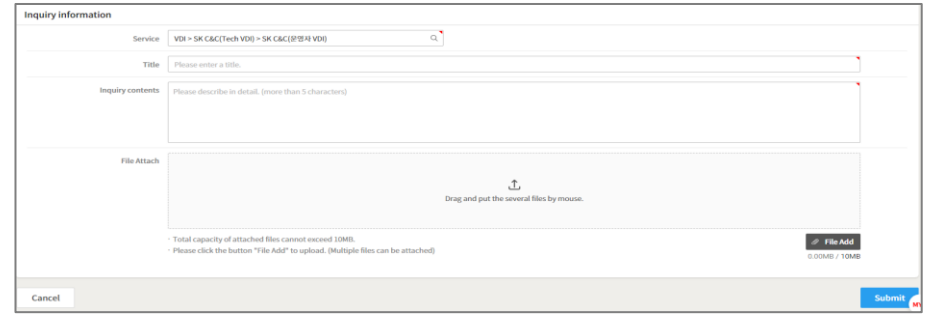 Inquiry information
Service
VDI > SK C&C(Tech VDI) > SK C&C(운영자 VDI)
Title
Please enter a title.
Inquiry contents
Please describe in detail. (more than 5 characters)
File Attach
Drag and put the several files by mouse.
· Total capacity of attached files cannot exceed 10MB.
· Please click the button "File Add" to upload. (Multiple files can be attached)
File Add
0.00MB / 10MB
Cancel
Submit